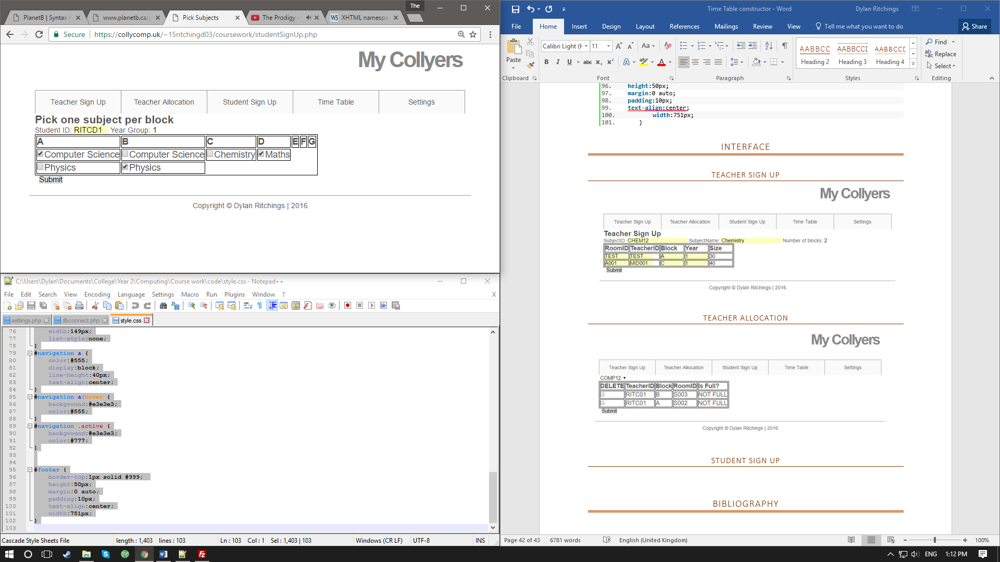 The
PlanetB | Syntax
www.planetb.ca/
Pick Subjects
The Prodigy -
XHTML namespa
Secure
https://collycomp.uk/~15ritchingd03/coursework/studentSignUp.php
My Collyers
Teacher Sign Up Teacher Allocation Student Sign Up Time Table Settings
Pick one subject per block
Student ID: RITCD1 Year Group: 1
A B C D E F G
Computer Science Computer Science Chemistry Maths
Physics Physics
Submit
Copyright © Dylan Ritchings | 2016
C:\Users\Dylan\Documents\College\Year 2\Computing\Course work\code\style.css - Notepad++
File Edit Search View Encoding Language Settings Macro Run Plugins Window ? X
settings.php dbconnect.php style.css
76 width:149px;
77 list-style:none;
78 }
79 #navigation a {
80 color:#555;
81 display:block;
82 line-height:40px;
83 text-align:center;
84 }
85 #navigation a:hover {
86 background:#e3e3e3;
87 color:#555;
88 }
89 #navigation .active {
90 background:#e3e3e3;
91 color:#777;
92 }
93
94
95 #footer {
96 border-top:1px solid #999;
97 height:50px;
98 margin:0 auto;
99 padding:10px;
100 text-align:center;
101 width:751px;
102 }
103
Cascade Style Sheets File length : 1,403 lines : 103 Ln : 103 Col : 1 Sel : 1,403 | 103 Windows (CR LF) UTF-8 INS
Time Table constructor - Word Dylan Ritchings
File Home Insert Design Layout References Mailings Review View Tell me what you want to do Share
Paste
Clipboard
Calibri Light (H 11
Aa
B I U abc x₂ x²
Font
Paragraph
AABBCC AABBCCD AABBCCD
Heading 2 Heading 3 Heading 4
Styles
Find
Replace
Select
Editing
96. height:50px;
97. margin:0 auto;
98. padding:10px;
99. text-align:center;
100. width:751px;
101. }
INTERFACE
TEACHER SIGN UP
My Collyers
Teacher Sign Up Teacher Allocation Student Sign Up Time Table Settings
Teacher Sign Up
SubjectID: CHEM12 SubjectName: Chemistry Number of blocks: 2
RoomID TeacherID Block Year Size
TEST TEST A 1 30
A001 MID001 C 1 40
Submit
Copyright © Dylan Ritchings | 2016
TEACHER ALLOCATION
My Collyers
Teacher Sign Up Teacher Allocation Student Sign Up Time Table Settings
COMP12
DELETE TeacherID Block RoomID Is Full?
RITC01 B S003 NOT FULL
RITC01 A S002 NOT FULL
Submit
Copyright © Dylan Ritchings | 2016
STUDENT SIGN UP
BIBLIOGRAPHY
Page 42 of 43 6781 words English (United Kingdom) 100%
ENG 1:12 PM